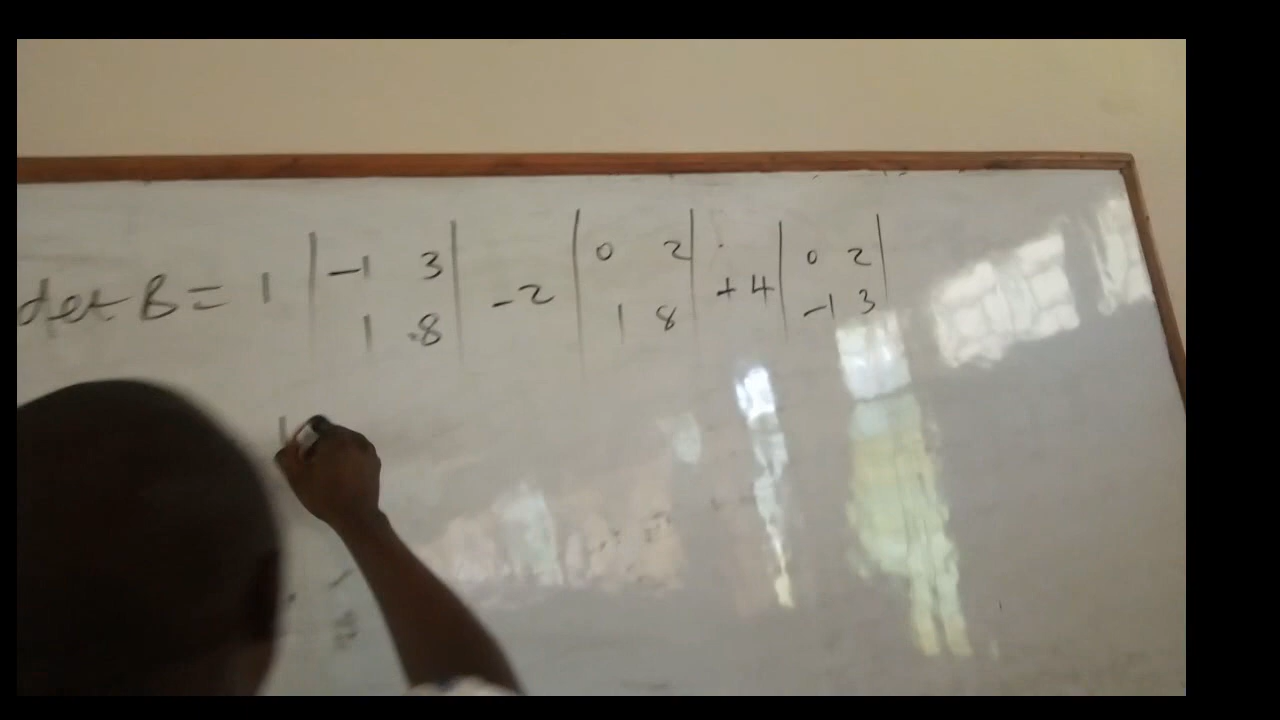 det B = 1 | -1 3 | -2 | 0 2 | +4 | 0 2 |
| 1 8 | | 1 8 | | -1 3 |